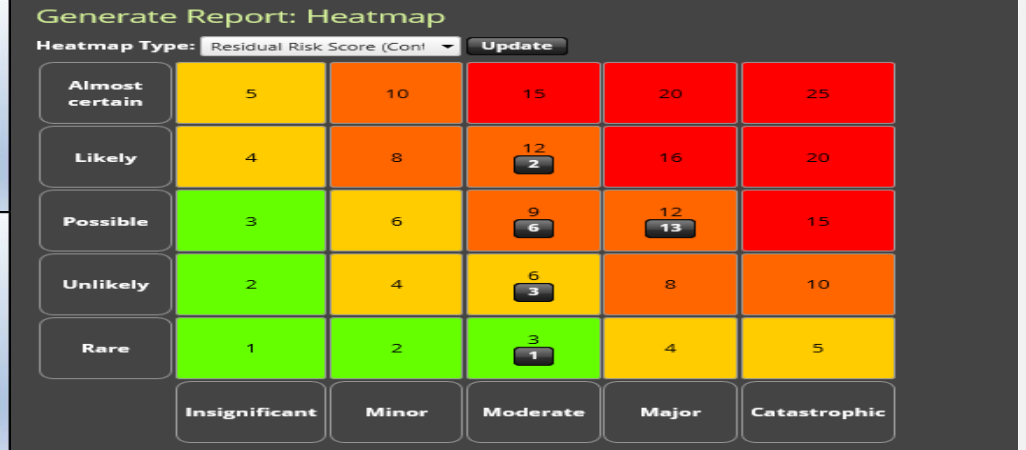 Generate Report: Heatmap
Heatmap Type: Residual Risk Score (Cont Update
Almost
certain 5 10 15 20 25
Likely 4 8 12 16 20
2
Possible 3 6 9 12 15
6 13
Unlikely 2 4 6 8 10
3
Rare 1 2 3 4 5
1
Insignificant Minor Moderate Major Catastrophic